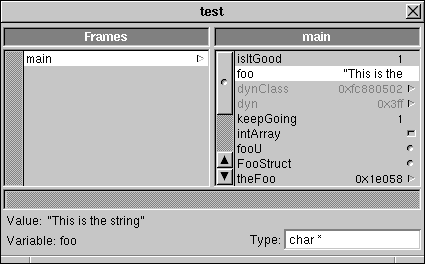 test
Frames
main
main
isItGood 1
foo "This is the
dynClass 0xfc880502
dyn 0x3ff
keepGoing 1
intArray
fooU
FooStruct
theFoo 0x1e058
Value: "This is the string"
Variable: foo
Type: char *